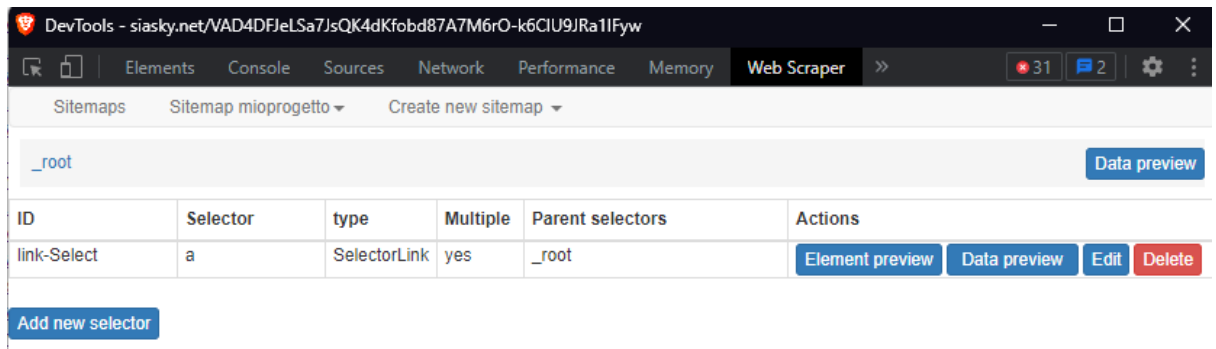 DevTools - siasky.net/VAD4DFJeLSa7JsQK4dKfobd87A7M6rO-k6CIU9JRa1IFyw
Elements Console Sources Network Performance Memory Web Scraper » 31 2
Sitemaps Sitemap mioprogetto Create new sitemap
_root Data preview
ID Selector type Multiple Parent selectors Actions
link-Select a SelectorLink yes _root Element preview Data preview Edit Delete
Add new selector